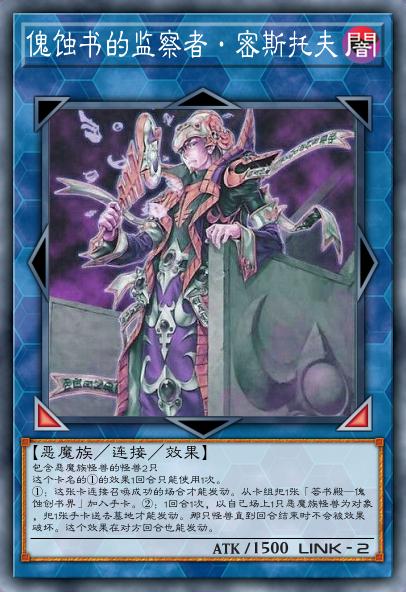 傀蚀书的监察者·密斯托夫
闇
【恶魔族／连接／效果】
包含恶魔族怪兽的怪兽2只
这个卡名的①的效果1回合只能使用1次。
①：这张卡连接召唤成功的场合才能发动。从卡组把1张「荅书殿—傀
蚀创书界」加入手卡。②：1回合1次，以自己场上1只恶魔族怪兽为对象
，把1张手卡送去墓地才能发动。那只怪兽直到回合结束时不会被效果
破坏。这个效果在对方回合也能发动。
ATK/1500 LINK-2